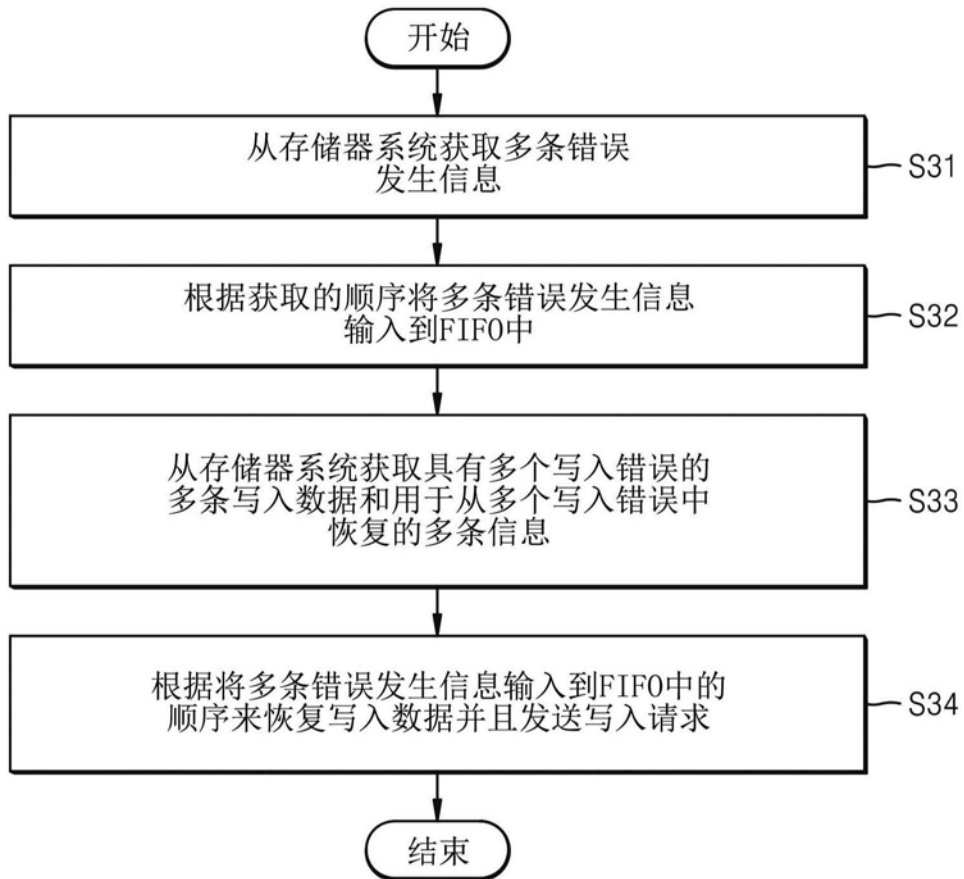 开始
从存储器系统获取多条错误
发生信息
S31
根据获取的顺序将多条错误发生信息
输入到FIFO中
S32
从存储器系统获取具有多个写入错误的
多条写入数据和用于从多个写入错误中
恢复的多条信息
S33
根据将多条错误发生信息输入到FIFO中的
顺序来恢复写入数据并且发送写入请求
S34
结束